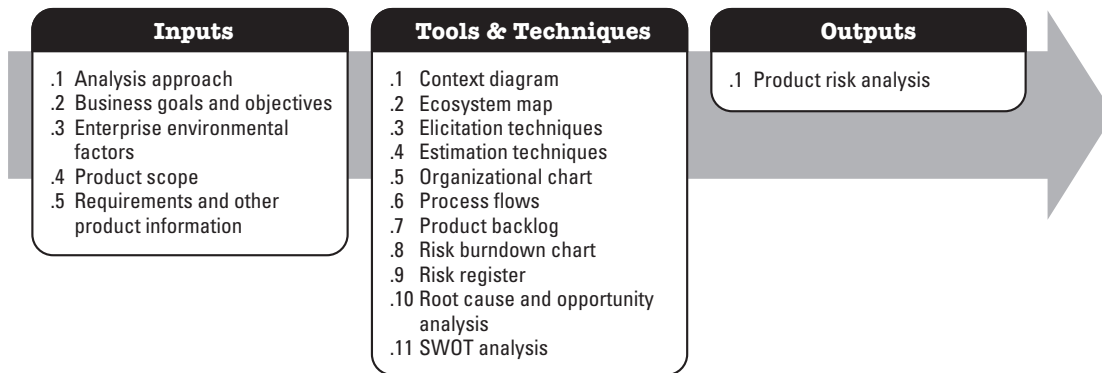 Inputs
.1 Analysis approach
.2 Business goals and objectives
.3 Enterprise environmental
factors
.4 Product scope
.5 Requirements and other
product information
Tools & Techniques
.1 Context diagram
.2 Ecosystem map
.3 Elicitation techniques
.4 Estimation techniques
.5 Organizational chart
.6 Process flows
.7 Product backlog
.8 Risk burndown chart
.9 Risk register
.10 Root cause and opportunity
analysis
.11 SWOT analysis
Outputs
.1 Product risk analysis